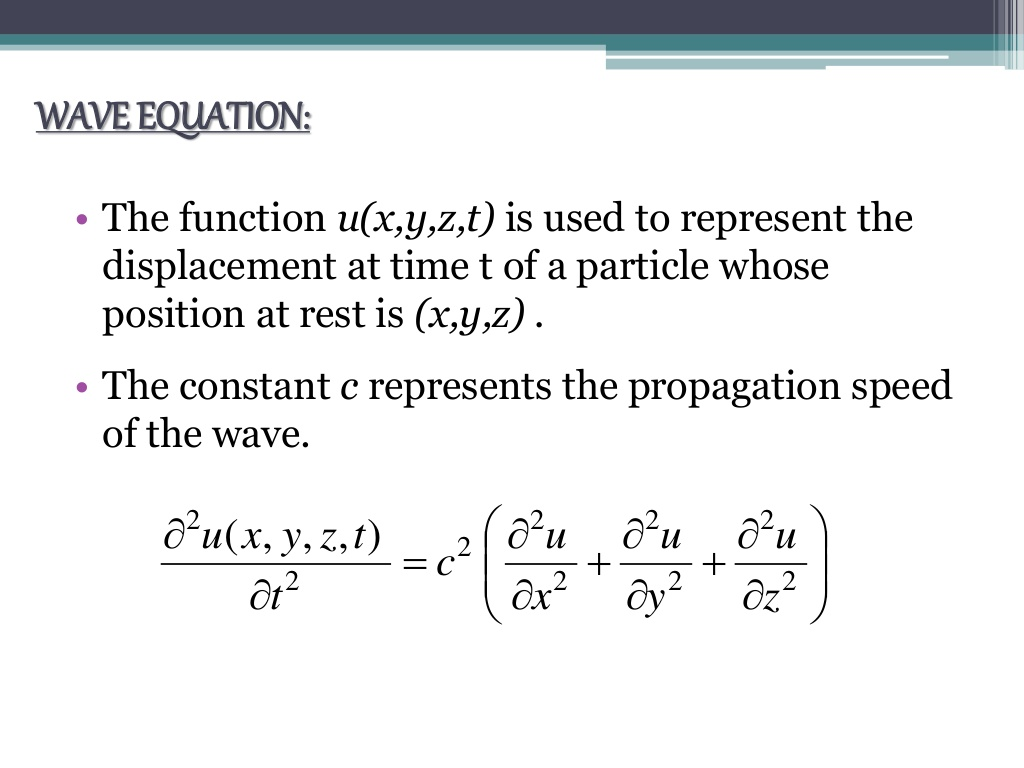 WAVE EQUATION:
• The function u(x,y,z,t) is used to represent the
displacement at time t of a particle whose
position at rest is (x,y,z) .
• The constant c represents the propagation speed
of the wave.
∂²u(x, y, z, t)/∂t² = c² (∂²u/∂x² + ∂²u/∂y² + ∂²u/∂z²)